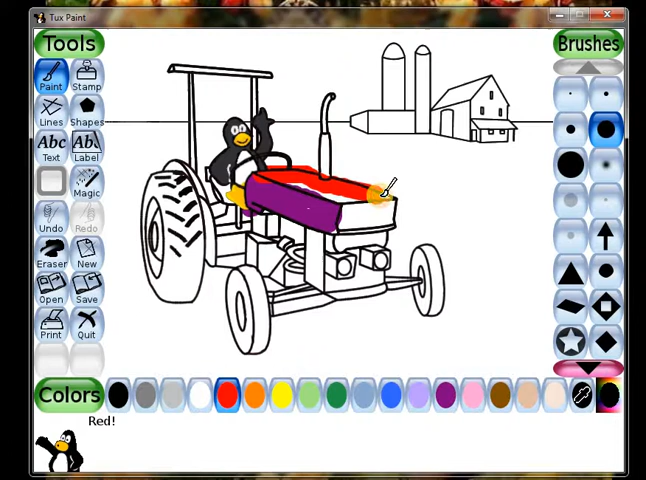 Tux Paint
Tools
Brushes
Paint
Stamp
Lines
Shapes
Abc
Text
Abc
Label
Magic
Undo
Redo
Eraser
New
Open
Save
Print
Quit
Colors
Red!